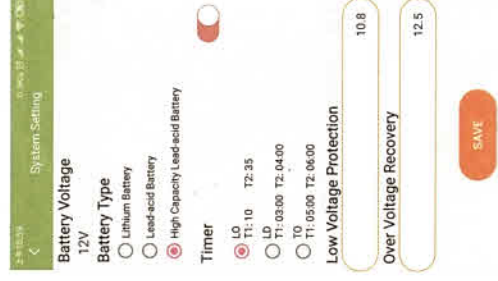 System Setting
Battery Voltage
12V
Battery Type
Lithium Battery
Lead-acid Battery
High Capacity Lead-acid Battery
Timer
LO
T1: 10 T2: 35
LD
T1: 03:00 T2: 04:00
TO
T1: 05:00 T2: 06:00
Low Voltage Protection
10.8
Over Voltage Recovery
12.5
SAVE